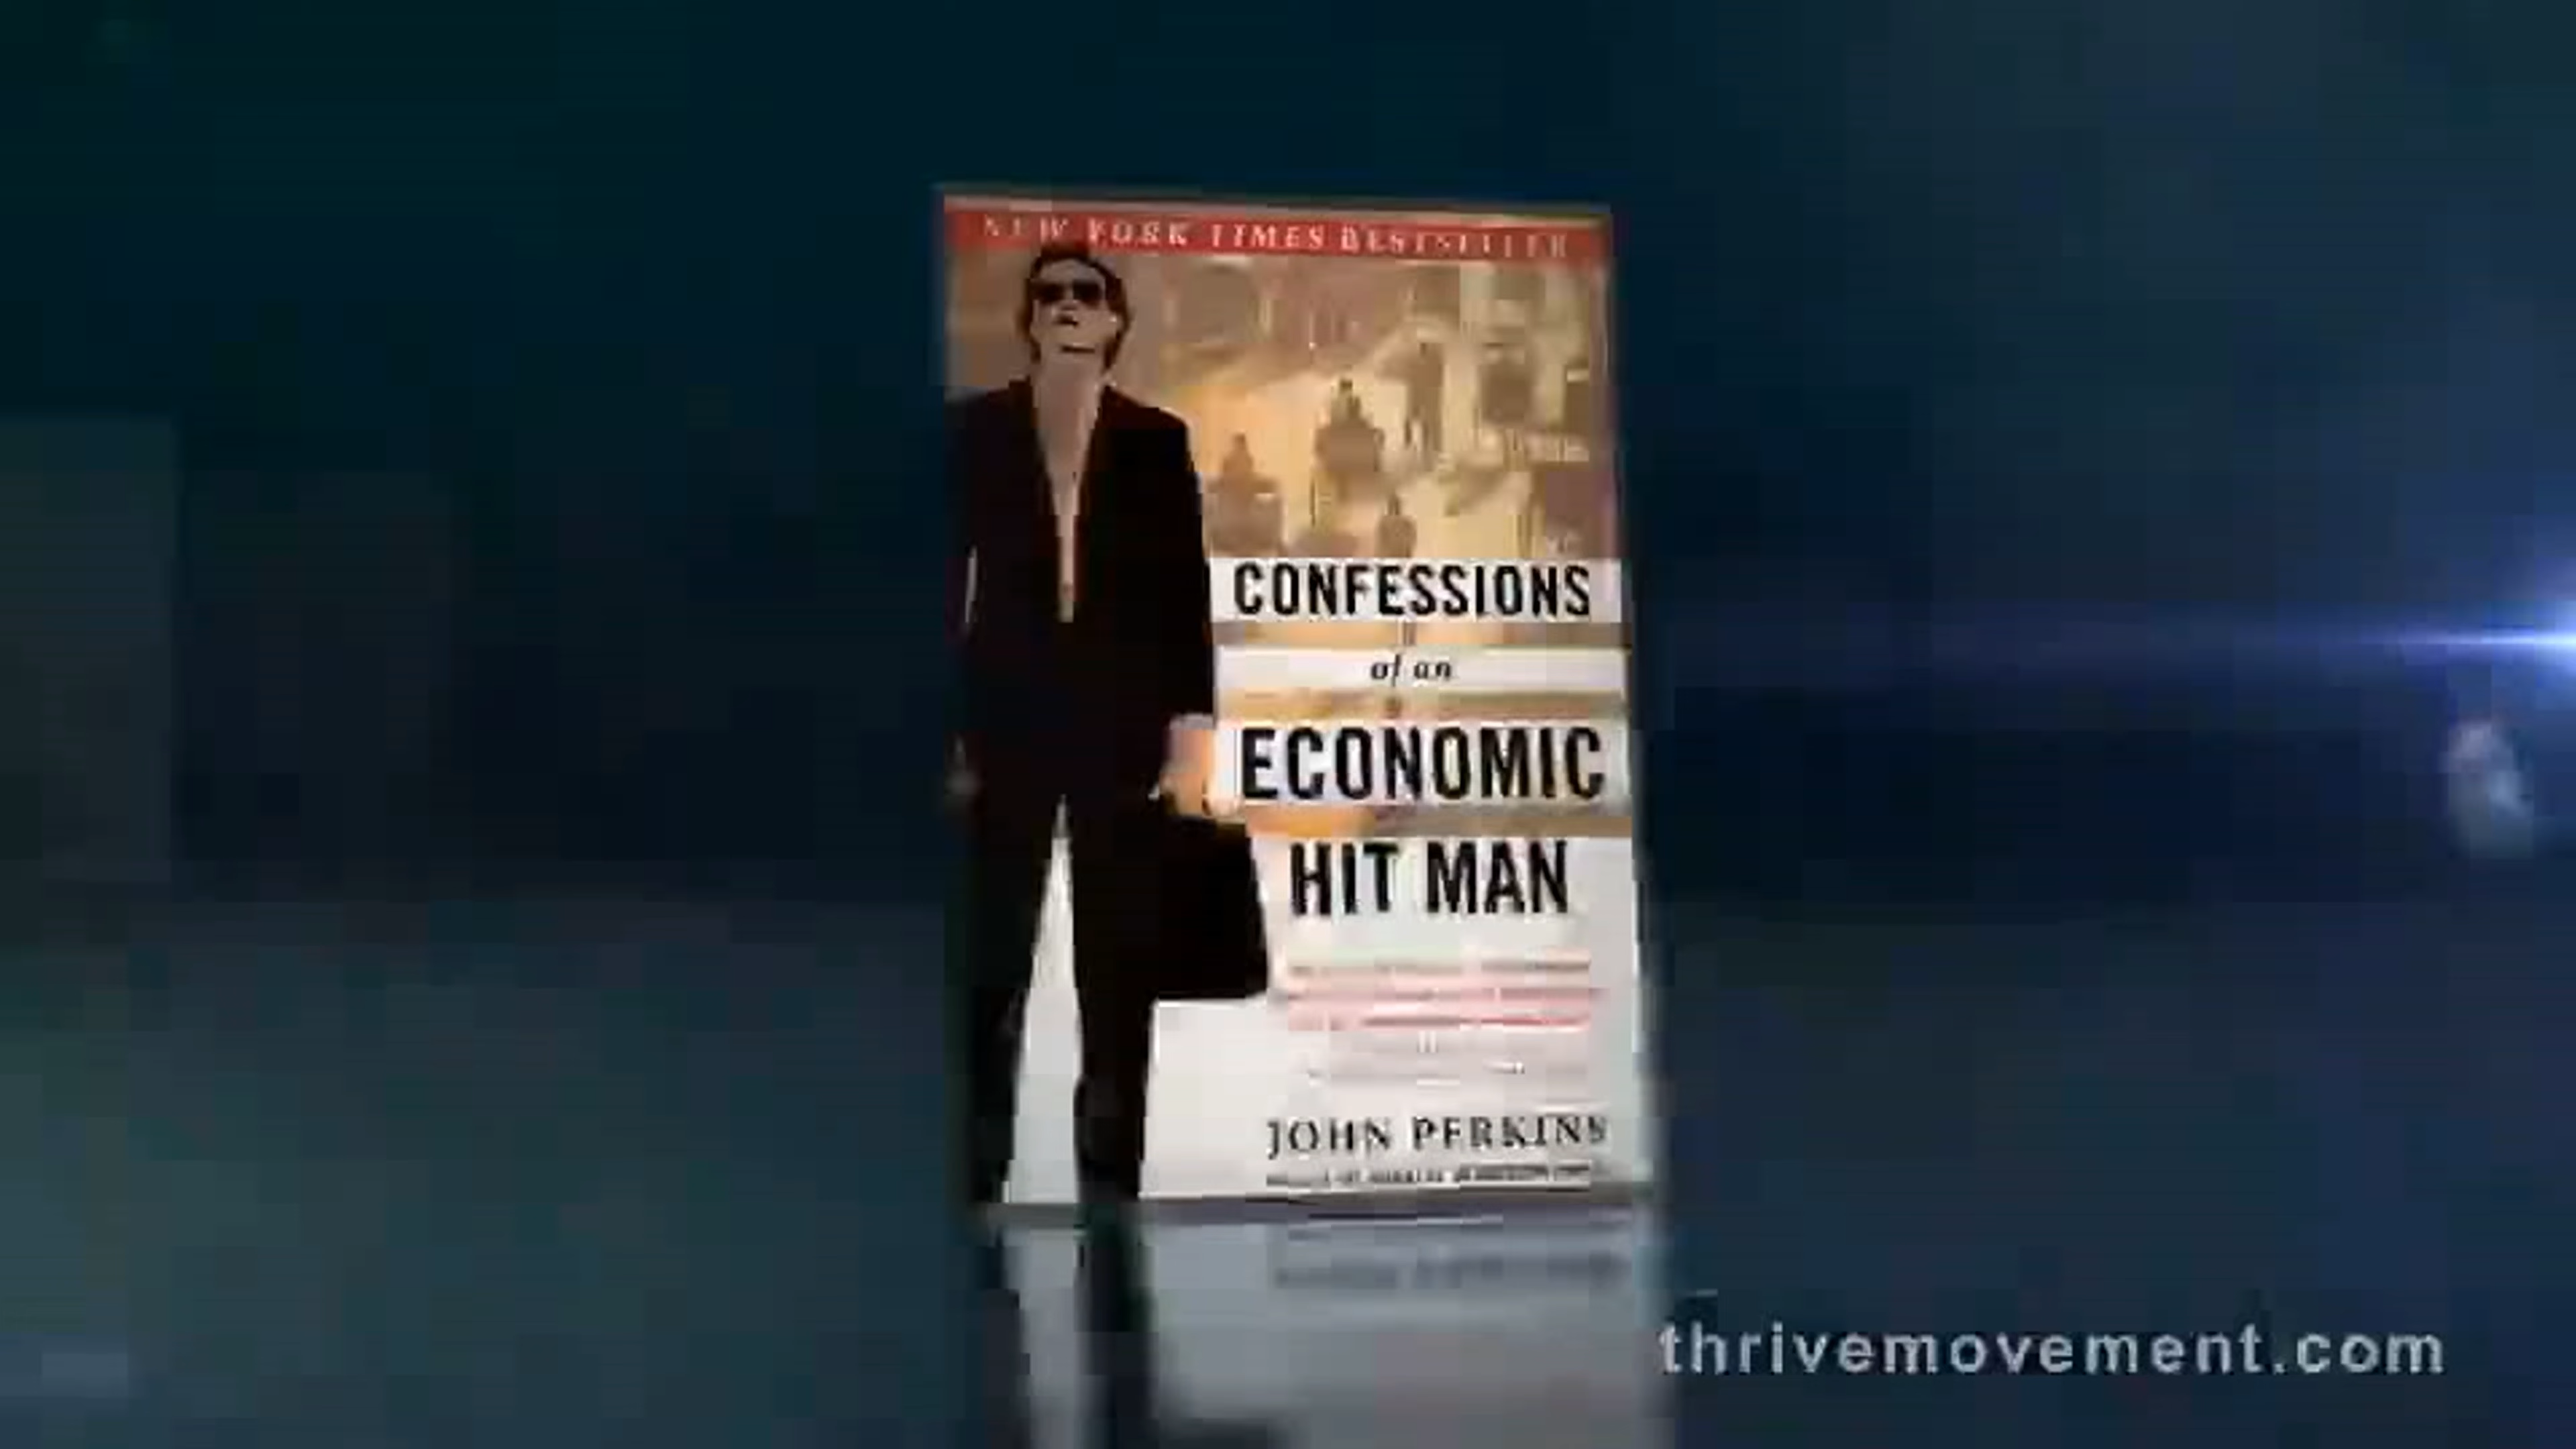 NEW YORK TIMES BESTSELLER
CONFESSIONS
of an
ECONOMIC
HIT MAN
JOHN PERKINS
thrivemovement.com